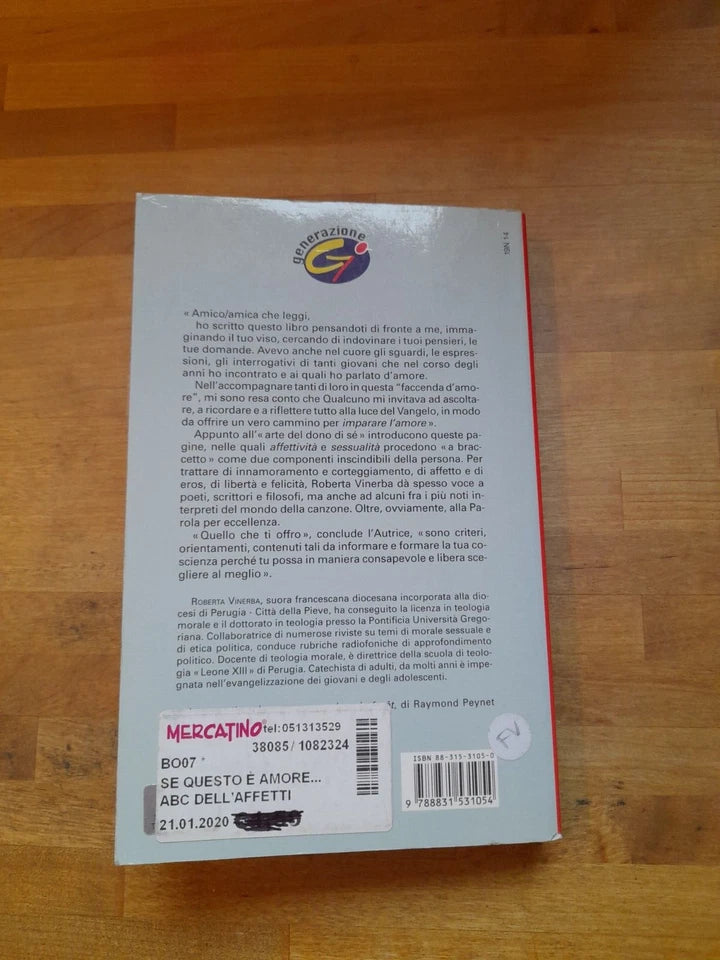 generazione
G
ISN 14
« Amico/amica che leggi,
ho scritto questo libro pensandoti di fronte a me, imma-
ginando il tuo viso, cercando di indovinare i tuoi pensieri, le
tue domande. Avevo anche nel cuore gli sguardi, le espres-
sioni, gli interrogativi di tanti giovani che nel corso degli
anni ho incontrato e ai quali ho parlato d'amore.
Nell'accompagnare tanti di loro in questa "faccenda d'amo-
re", mi sono resa conto che Qualcuno mi invitava ad ascolta-
re, a ricordare e a riflettere tutto alla luce del Vangelo, in modo
da offrire un vero cammino per imparare l'amore ».
Appunto all'« arte del dono di sé » introducono queste pa-
gine, nelle quali affettività e sessualità procedono « a brac-
cetto » come due componenti inscindibili della persona. Per
trattare di innamoramento e corteggiamento, di affetto e di
eros, di libertà e felicità, Roberta Vinerba dà spesso voce a
poeti, scrittori e filosofi, ma anche ad alcuni fra i più noti in-
terpreti del mondo della canzone. Oltre, ovviamente, alla Pa-
rola per eccellenza.
« Quello che ti offro », conclude l'Autrice, « sono criteri,
orientamenti, contenuti tali da informare e formare la tua co-
scienza perché tu possa in maniera consapevole e libera sce-
gliere al meglio ».
ROBERTA VINERBA, suora francescana diocesana incorporata alla dio-
cesi di Perugia - Città della Pieve, ha conseguito la licenza in teologia
morale e il dottorato in teologia presso la Pontificia Università Grego-
riana. Collaboratrice di numerose riviste su temi di morale sessuale e
di etica politica, conduce rubriche radiofoniche di approfondimento
politico. Docente di teologia morale, è direttrice della scuola di teolo-
gia « Leone XIII » di Perugia. Catechista di adulti, da molti anni è impe-
gnata nell'evangelizzazione dei giovani e degli adolescenti.
di Raymond Peynet
MERCATINO tel:051313529
38085/1082324
BO07 *
SE QUESTO È AMORE...
ABC DELL'AFFETTI
21.01.2020
FV
ISBN 88-315-3105-0
9 788831 531054